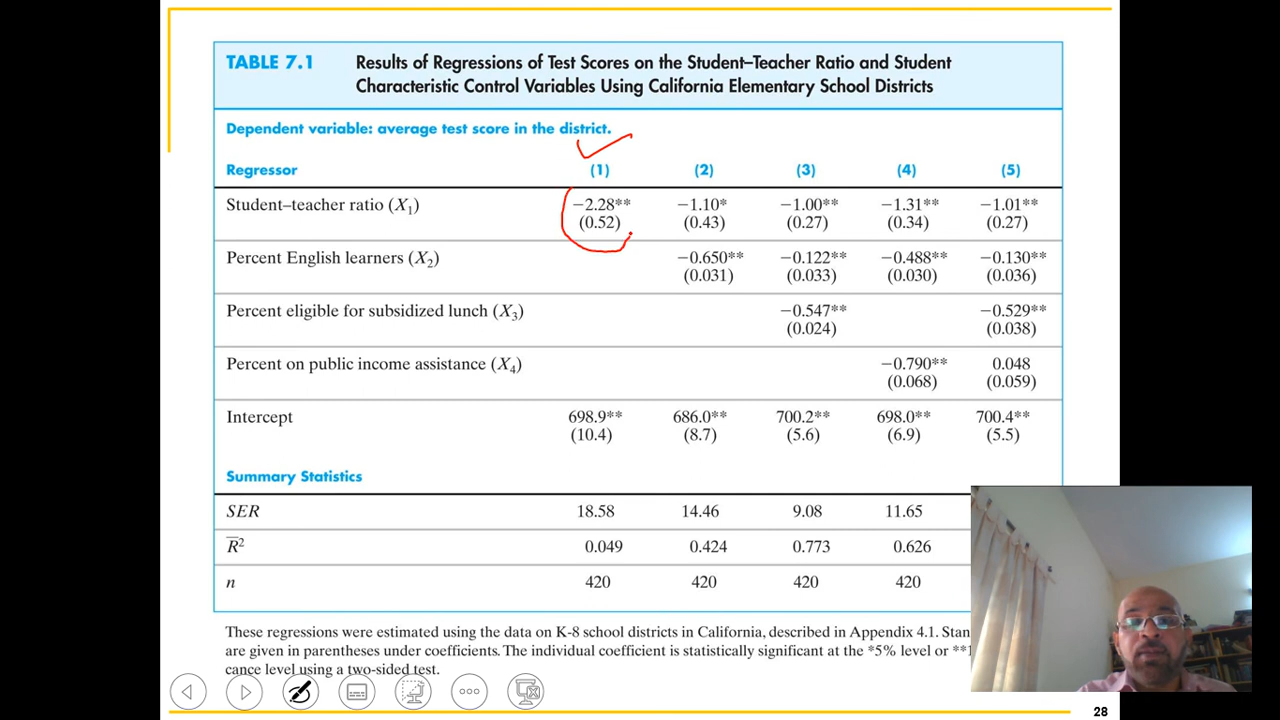 TABLE 7.1 Results of Regressions of Test Scores on the Student–Teacher Ratio and Student
Characteristic Control Variables Using California Elementary School Districts
Dependent variable: average test score in the district.
Regressor (1) (2) (3) (4) (5)
Student–teacher ratio (X₁) −2.28** −1.10* −1.00** −1.31** −1.01**
(0.52) (0.43) (0.27) (0.34) (0.27)
Percent English learners (X₂) −0.650** −0.122** −0.488** −0.130**
(0.031) (0.033) (0.030) (0.036)
Percent eligible for subsidized lunch (X₃) −0.547** −0.529**
(0.024) (0.038)
Percent on public income assistance (X₄) −0.790** 0.048
(0.068) (0.059)
Intercept 698.9** 686.0** 700.2** 698.0** 700.4**
(10.4) (8.7) (5.6) (6.9) (5.5)
Summary Statistics
SER 18.58 14.46 9.08 11.65
R̅² 0.049 0.424 0.773 0.626
n 420 420 420 420
These regressions were estimated using the data on K-8 school districts in California, described in Appendix 4.1. Stan
are given in parentheses under coefficients. The individual coefficient is statistically significant at the *5% level or **1
cance level using a two-sided test.
28